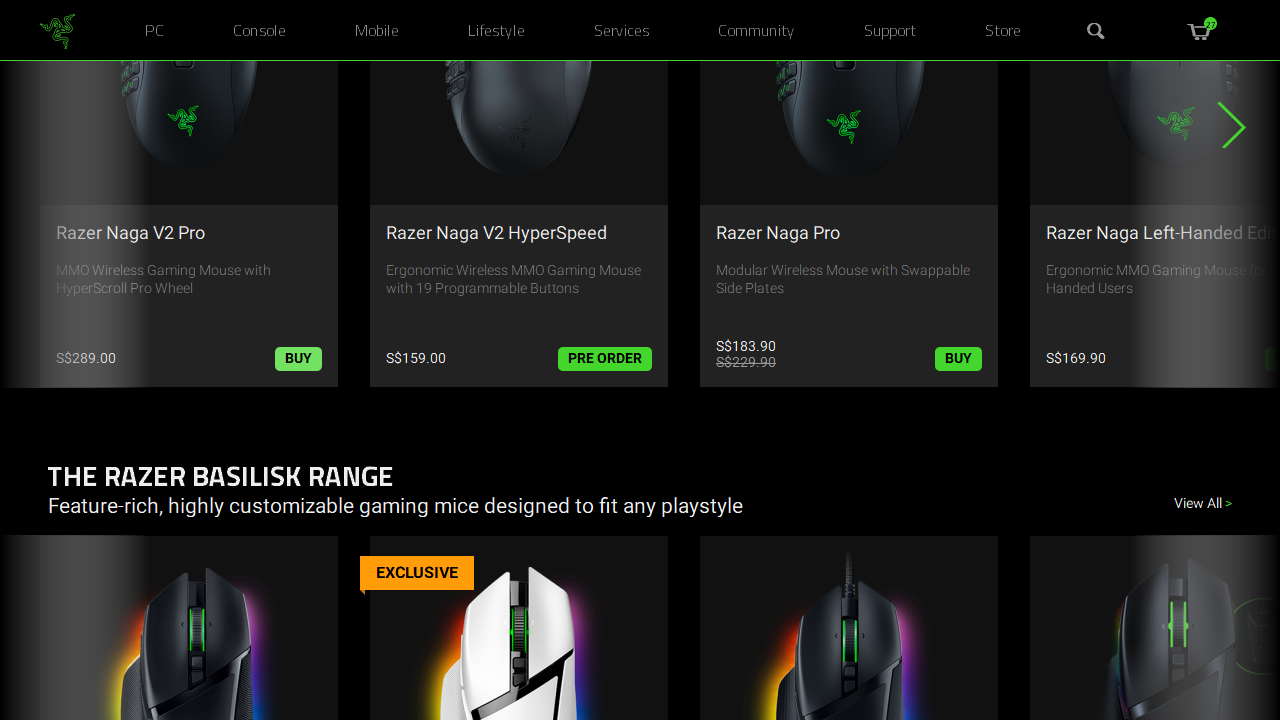 PC Console Mobile Lifestyle Services Community Support Store 27
Razer Naga V2 Pro
MMO Wireless Gaming Mouse with
HyperScroll Pro Wheel
S$289.00 BUY
Razer Naga V2 HyperSpeed
Ergonomic Wireless MMO Gaming Mouse
with 19 Programmable Buttons
S$159.00 PRE ORDER
Razer Naga Pro
Modular Wireless Mouse with Swappable
Side Plates
S$183.90
S$229.90 BUY
Razer Naga Left-Handed
Ergonomic MMO Gaming Mouse for
Handed Users
S$169.90
THE RAZER BASILISK RANGE
Feature-rich, highly customizable gaming mice designed to fit any playstyle
View All >
EXCLUSIVE